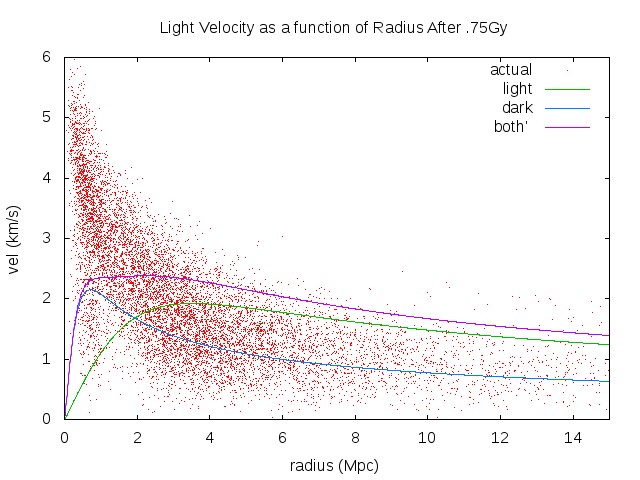 Light Velocity as a function of Radius After .75Gy
actual
light
dark
both'
vel (km/s)
6
5
4
3
2
1
0
0 2 4 6 8 10 12 14
radius (Mpc)